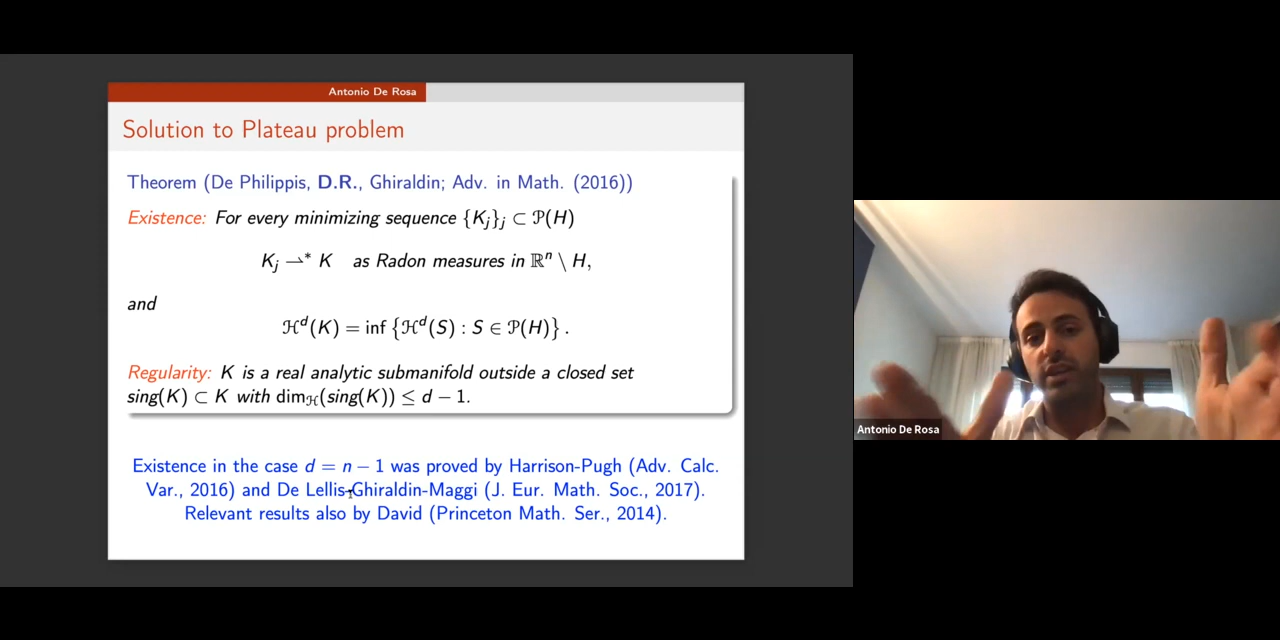 Antonio De Rosa
Solution to Plateau problem
Theorem (De Philippis, D.R., Ghiraldin; Adv. in Math. (2016))
Existence: For every minimizing sequence {K_j}_j ⊂ P(H)
K_j ⇀* K as Radon measures in ℝⁿ \ H,
and
ℋᵈ(K) = inf {ℋᵈ(S) : S ∈ P(H)} .
Regularity: K is a real analytic submanifold outside a closed set
sing(K) ⊂ K with dim_ℋ(sing(K)) ≤ d − 1.
Existence in the case d = n − 1 was proved by Harrison-Pugh (Adv. Calc.
Var., 2016) and De Lellis-Ghiraldin-Maggi (J. Eur. Math. Soc., 2017).
Relevant results also by David (Princeton Math. Ser., 2014).
Antonio De Rosa